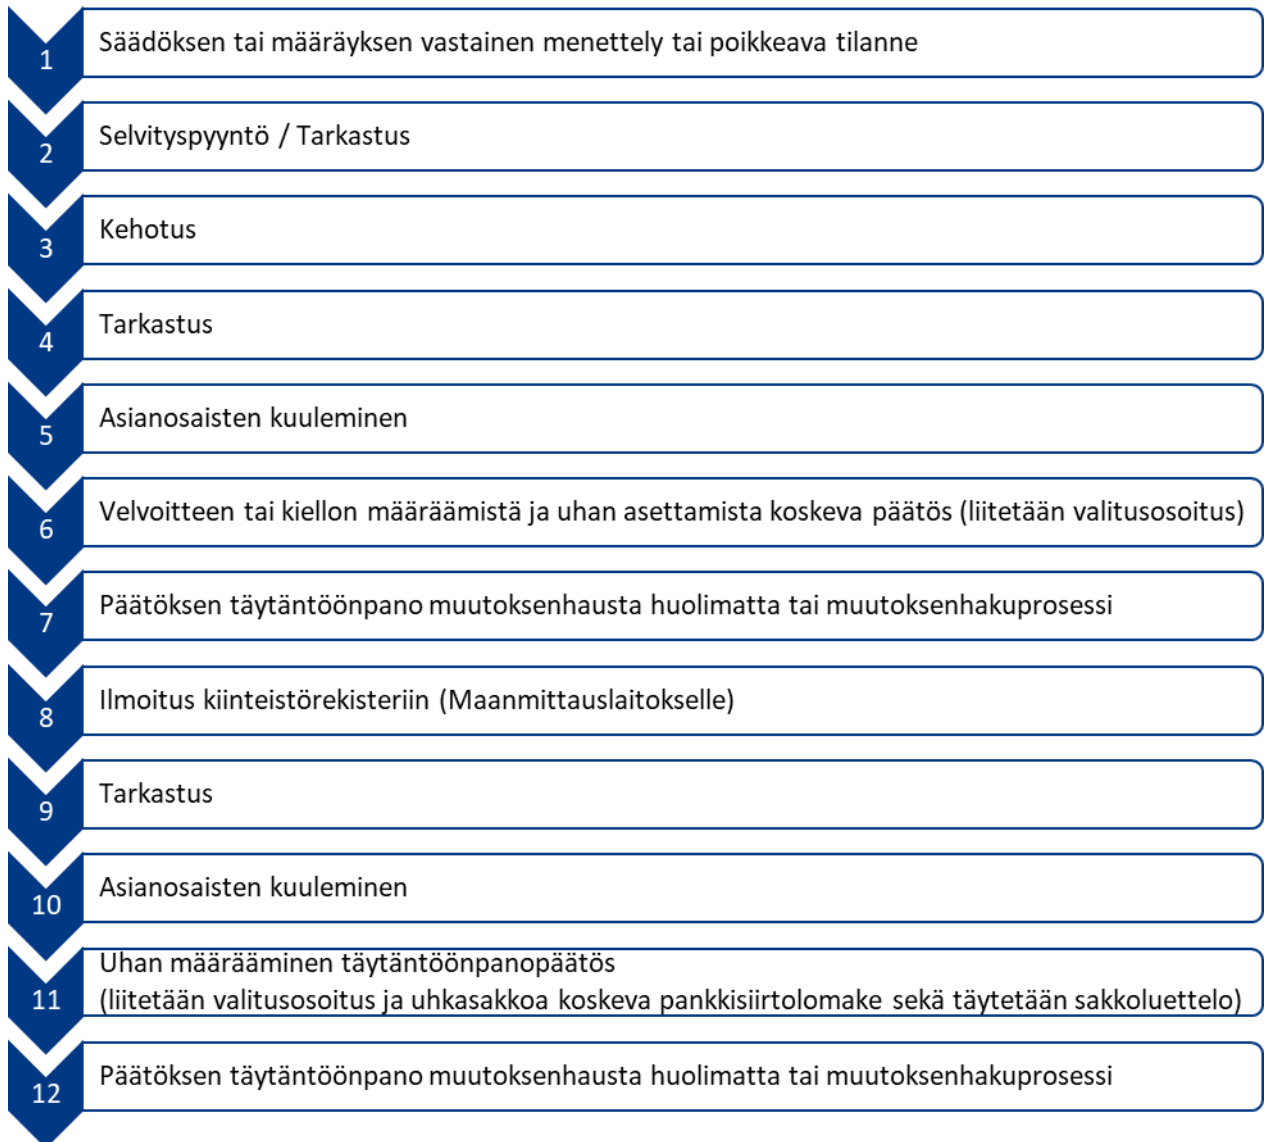 1
Säädöksen tai määräyksen vastainen menettely tai poikkeava tilanne
2
Selvityspyyntö / Tarkastus
3
Kehotus
4
Tarkastus
5
Asianosaisten kuuleminen
6
Velvoitteen tai kiellon määräämistä ja uhan asettamista koskeva päätös (liitetään valitusosoitus)
7
Päätöksen täytäntöönpano muutoksenhausta huolimatta tai muutoksenhakuprosessi
8
Ilmoitus kiinteistörekisteriin (Maanmittauslaitokselle)
9
Tarkastus
10
Asianosaisten kuuleminen
11
Uhan määrääminen täytäntöönpanopäätös
(liitetään valitusosoitus ja uhkasakkoa koskeva pankkisiirtolomake sekä täytetään sakkoluettelo)
12
Päätöksen täytäntöönpano muutoksenhausta huolimatta tai muutoksenhakuprosessi